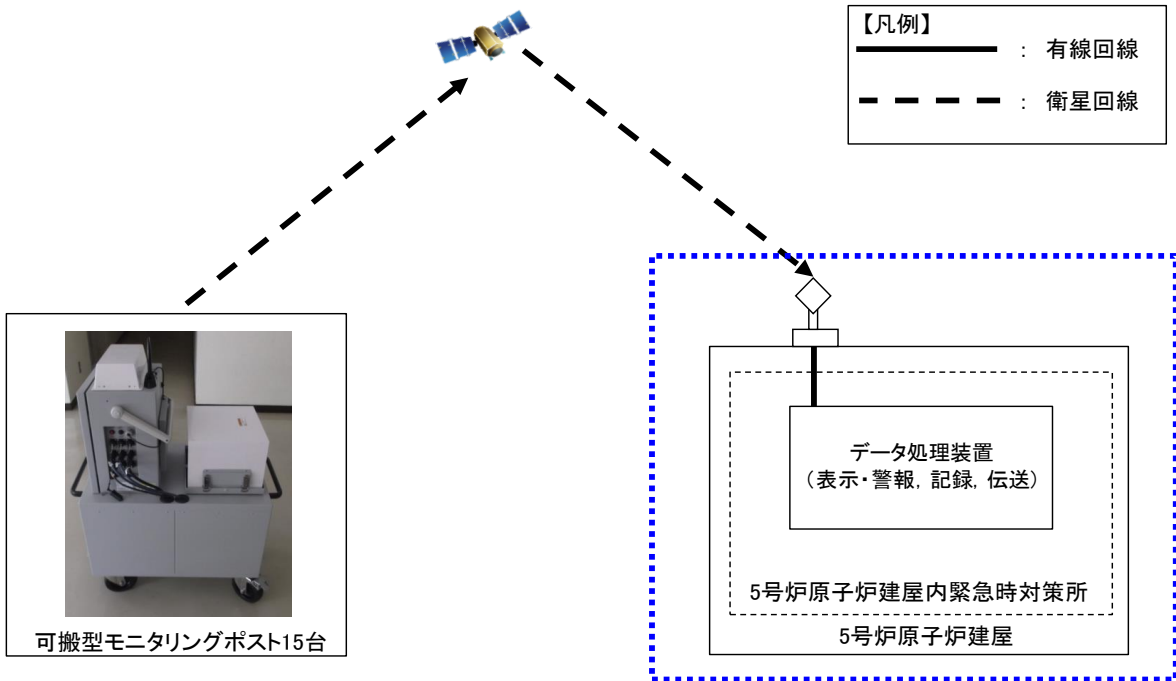 【凡例】
: 有線回線
: 衛星回線
データ処理装置
(表示・警報, 記録, 伝送)
5号炉原子炉建屋内緊急時対策所
5号炉原子炉建屋
可搬型モニタリングポスト15台